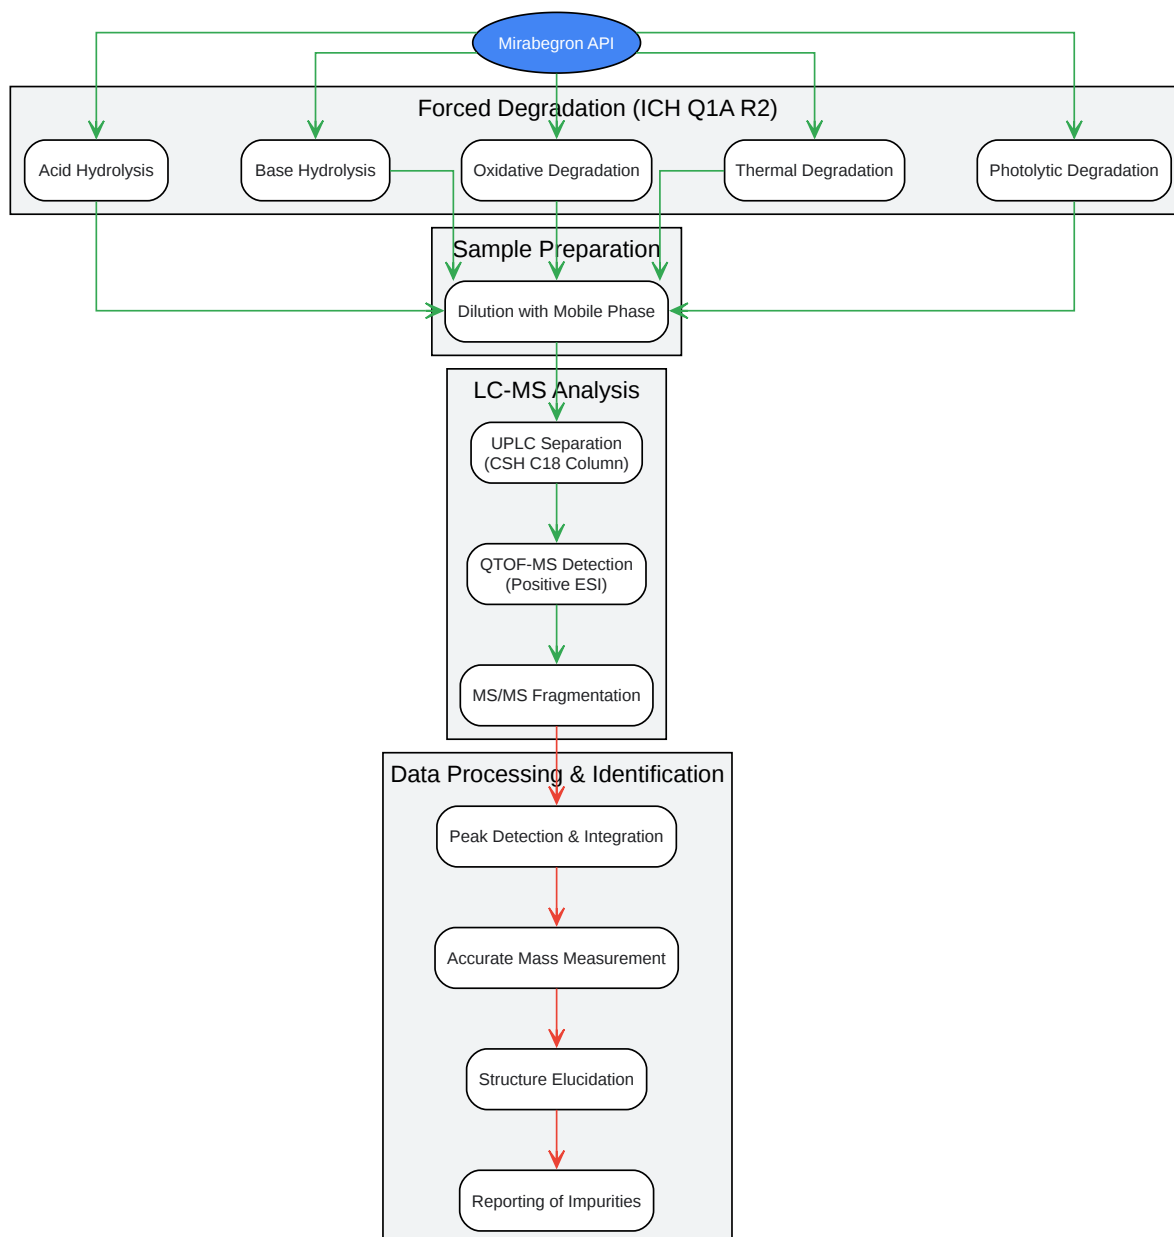 Mirabegron API
Forced Degradation (ICH Q1A R2)
Acid Hydrolysis
Base Hydrolysis
Oxidative Degradation
Thermal Degradation
Photolytic Degradation
Sample Preparation
Dilution with Mobile Phase
LC-MS Analysis
UPLC Separation
(CSH C18 Column)
QTOF-MS Detection
(Positive ESI)
MS/MS Fragmentation
Data Processing & Identification
Peak Detection & Integration
Accurate Mass Measurement
Structure Elucidation
Reporting of Impurities